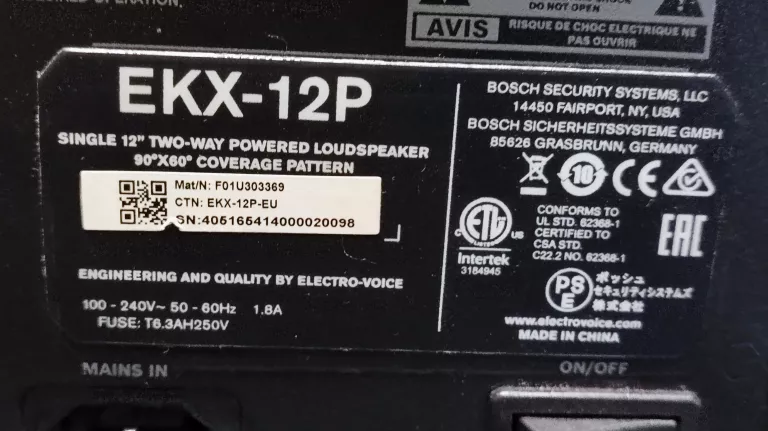 OPERATION.
DO NOT OPEN
AVIS
RISQUE DE CHOC ELECTRIQUE NE
PAS OUVRIR
EKX-12P
SINGLE 12" TWO-WAY POWERED LOUDSPEAKER
90°X60° COVERAGE PATTERN
Mat/N: F01U303369
CTN: EKX-12P-EU
SN:405165414000020098
ENGINEERING AND QUALITY BY ELECTRO-VOICE
100 - 240V~ 50 - 60Hz 1.8A
FUSE: T6.3AH250V
BOSCH SECURITY SYSTEMS, LLC
14450 FAIRPORT, NY, USA
BOSCH SICHERHEITSSYSTEME GMBH
85626 GRASBRUNN, GERMANY
10 CE
C ETL US
LISTED
Intertek
3184945
CONFORMS TO
UL STD. 62368-1
CERTIFIED TO
CSA STD.
C22.2 NO. 62368-1
EAC
PS
E
ボッシュ
セキュリティシステムズ
株式会社
www.electrovoice.com
MADE IN CHINA
MAINS IN
ON/OFF